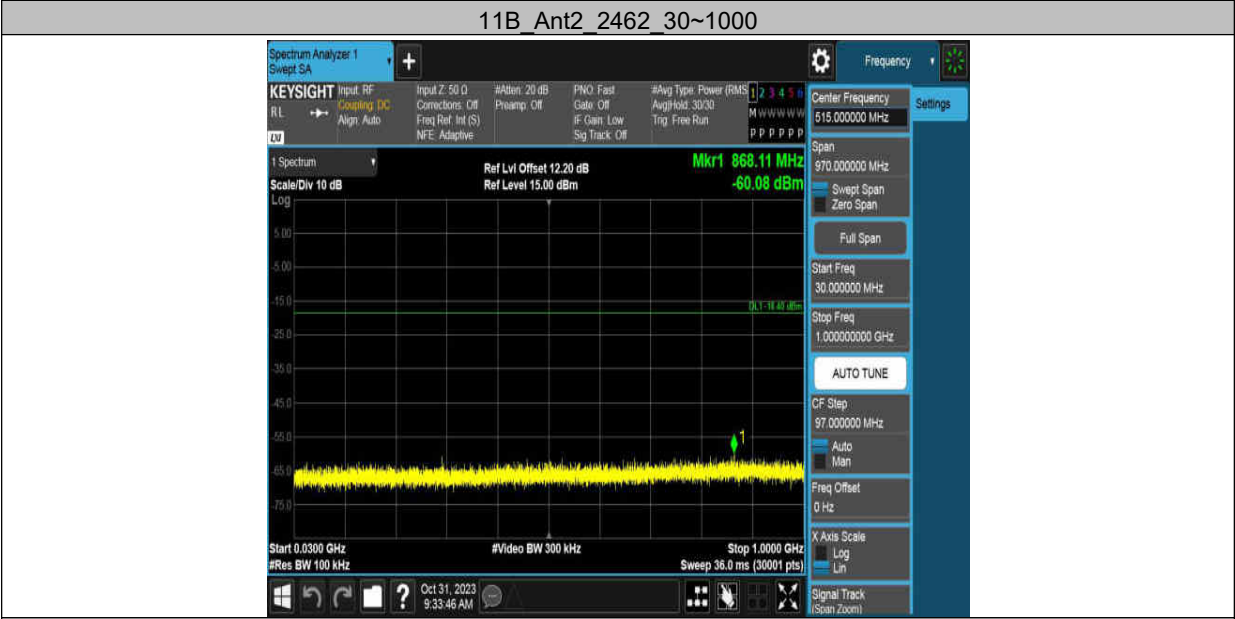 11B_Ant2_2462_30~1000
Spectrum Analyzer 1
Swept SA
+
Frequency
KEYSIGHT
RL
LXI
Input: RF
Coupling: DC
Align: Auto
Input Z: 50 Ω
Corrections: Off
Freq Ref: Int (S)
NFE: Adaptive
#Atten: 20 dB
Preamp: Off
PNO: Fast
Gate: Off
IF Gain: Low
Sig Track: Off
#Avg Type: Power (RMS
Avg|Hold: 30/30
Trig: Free Run
1 2 3 4 5 6
M W W W W W
P P P P P P
Center Frequency
515.000000 MHz
Settings
Span
970.000000 MHz
Swept Span
Zero Span
Full Span
Start Freq
30.000000 MHz
Stop Freq
1.000000000 GHz
AUTO TUNE
CF Step
97.000000 MHz
Auto
Man
Freq Offset
0 Hz
X Axis Scale
Log
Lin
Signal Track
(Span Zoom)
1 Spectrum
Scale/Div 10 dB
Log
Ref Lvl Offset 12.20 dB
Ref Level 15.00 dBm
Mkr1 868.11 MHz
-60.08 dBm
5.00
-5.00
-15.0
DL1 -18.40 dBm
-25.0
-35.0
-45.0
-55.0
1
-65.0
-75.0
Start 0.0300 GHz
#Video BW 300 kHz
Stop 1.0000 GHz
#Res BW 100 kHz
Sweep 36.0 ms (30001 pts)
?
Oct 31, 2023
9:33:46 AM